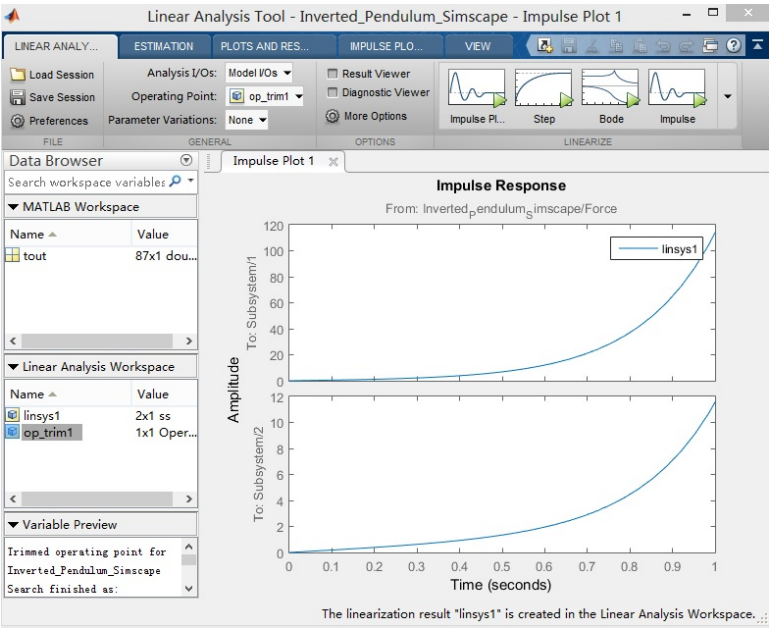 Linear Analysis Tool - Inverted_Pendulum_Simscape - Impulse Plot 1
LINEAR ANALY... ESTIMATION PLOTS AND RES... IMPULSE PLO... VIEW
Load Session
Save Session
Preferences
FILE
Analysis I/Os: Model I/Os
Operating Point: op_trim1
Parameter Variations: None
GENERAL
Result Viewer
Diagnostic Viewer
More Options
OPTIONS
Impulse Pl... Step Bode Impulse
LINEARIZE
Data Browser
Search workspace variables
MATLAB Workspace
Name Value
tout 87x1 dou...
Linear Analysis Workspace
Name Value
linsys1 2x1 ss
op_trim1 1x1 Oper...
Variable Preview
Trimmed operating point for
Inverted_Pendulum_Simscape
Search finished as:
Impulse Plot 1
Impulse Response
From: Inverted_Pendulum_Simscape/Force
linsys1
Amplitude
To: Subsystem/1
120
100
80
60
40
20
0
To: Subsystem/2
12
10
8
6
4
2
0
0 0.1 0.2 0.3 0.4 0.5 0.6 0.7 0.8 0.9 1
Time (seconds)
The linearization result "linsys1" is created in the Linear Analysis Workspace.